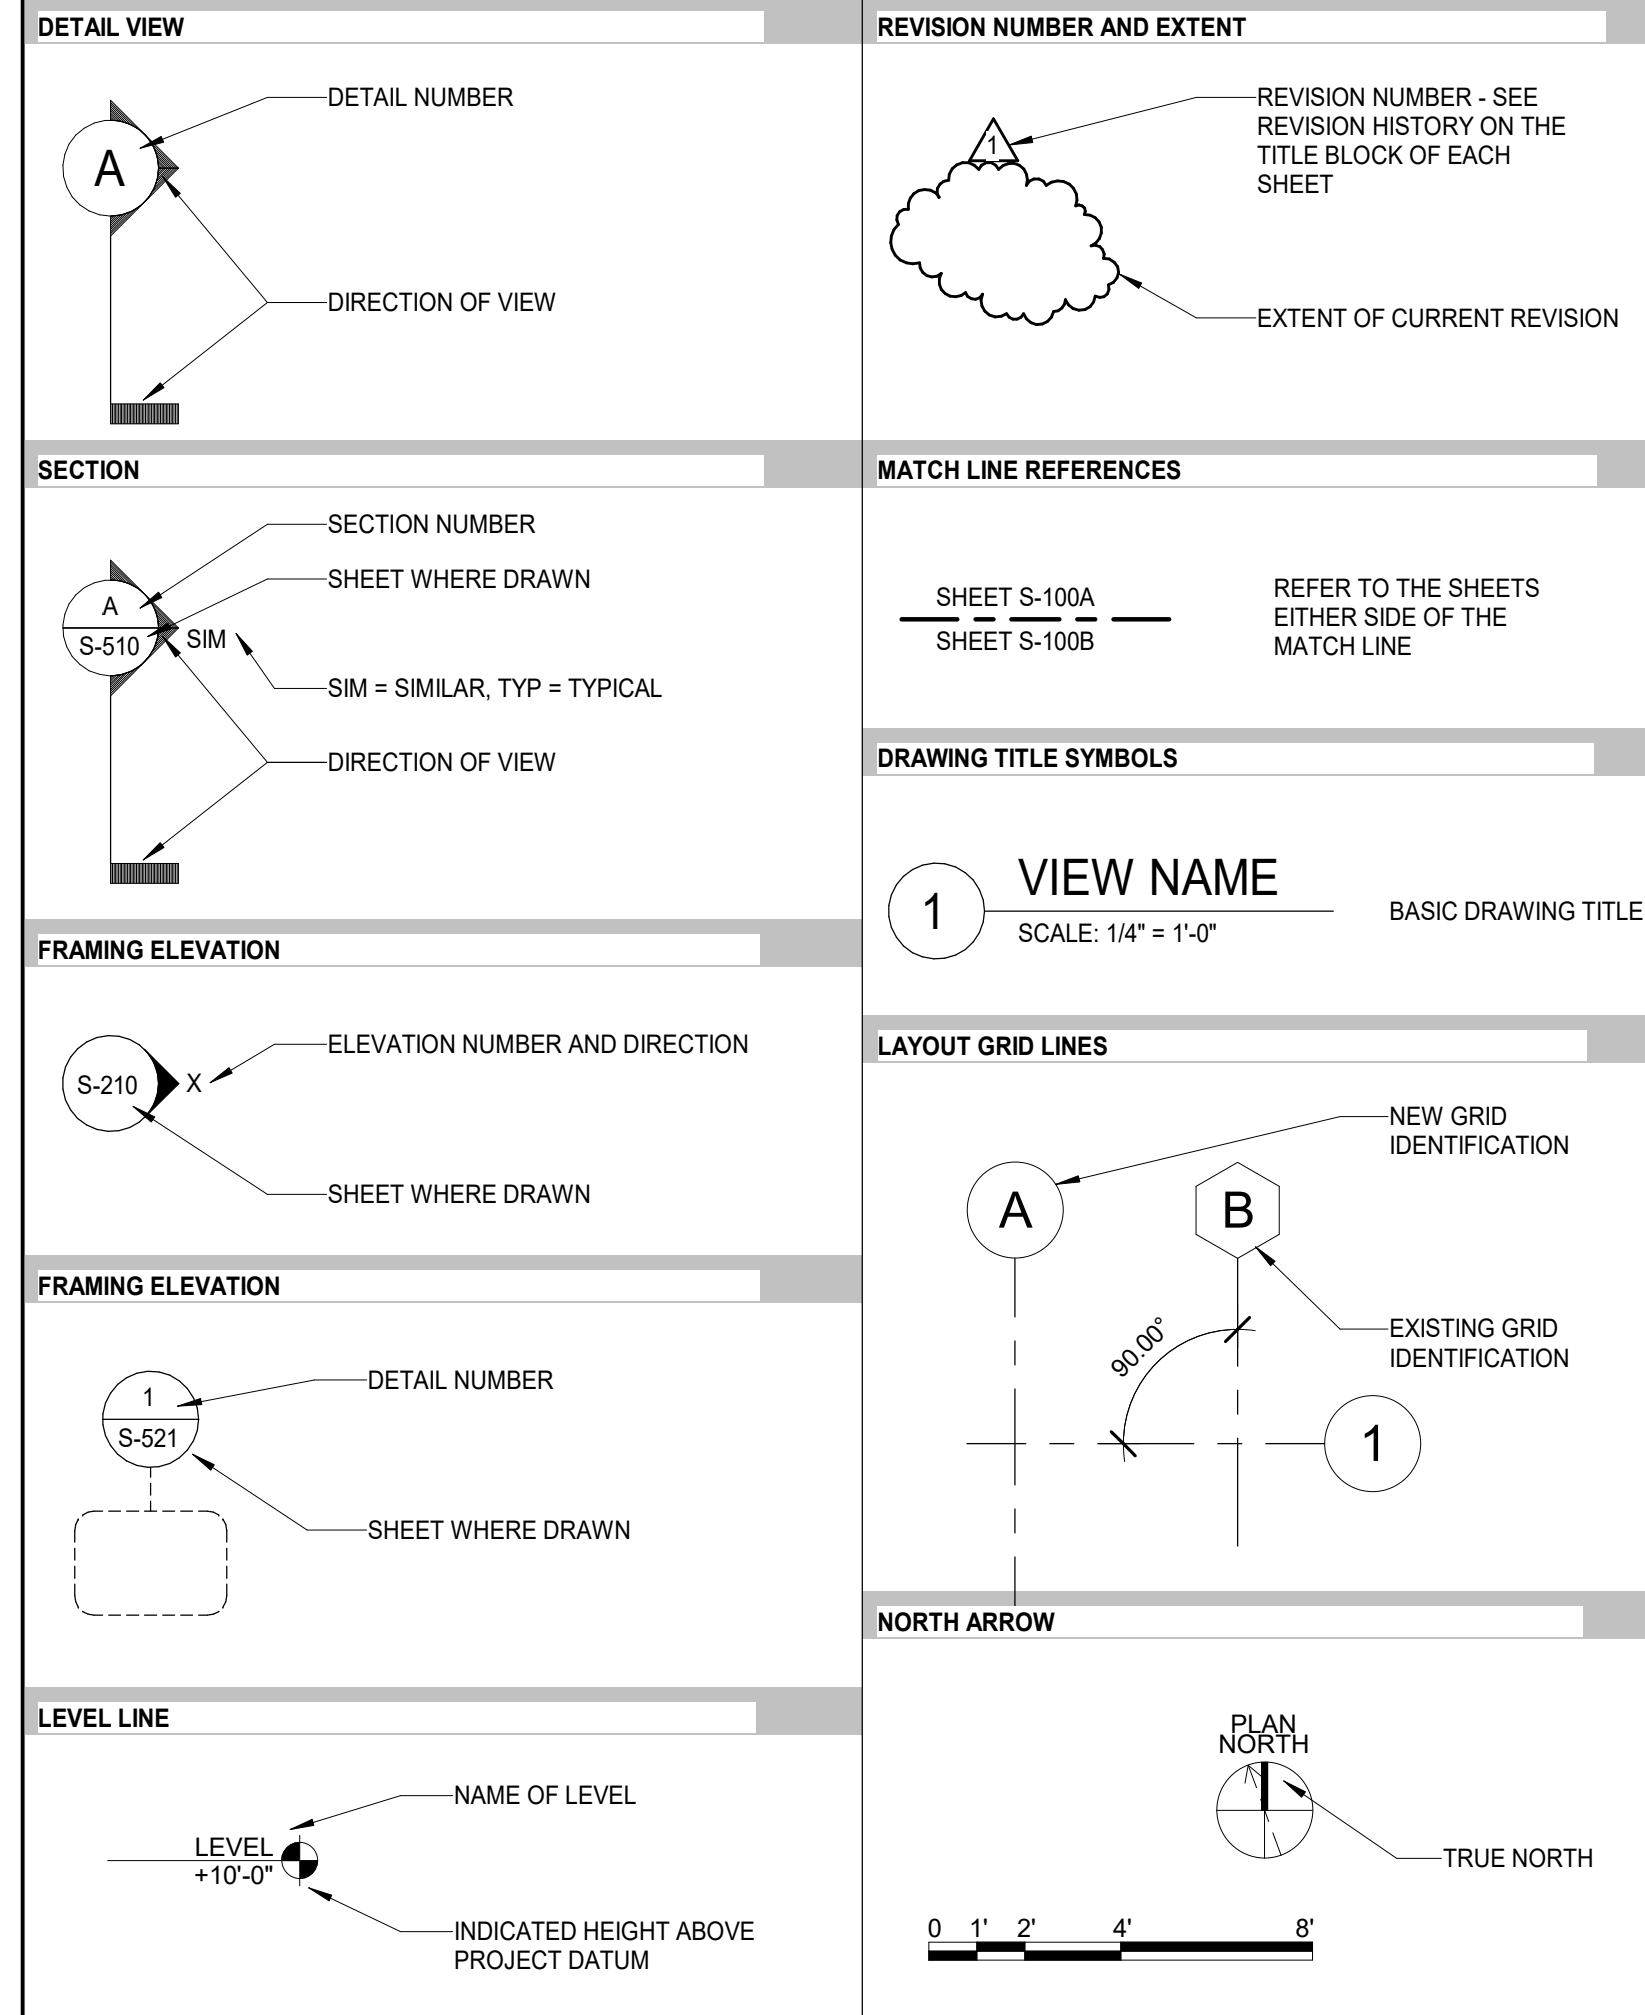 DETAIL VIEW
DETAIL NUMBER
A
DIRECTION OF VIEW
SECTION
SECTION NUMBER
SHEET WHERE DRAWN
A
S-510
SIM
SIM = SIMILAR, TYP = TYPICAL
DIRECTION OF VIEW
FRAMING ELEVATION
ELEVATION NUMBER AND DIRECTION
S-210
X
SHEET WHERE DRAWN
FRAMING ELEVATION
DETAIL NUMBER
1
S-521
SHEET WHERE DRAWN
LEVEL LINE
NAME OF LEVEL
LEVEL
+10'-0"
INDICATED HEIGHT ABOVE
PROJECT DATUM
REVISION NUMBER AND EXTENT
REVISION NUMBER - SEE
REVISION HISTORY ON THE
TITLE BLOCK OF EACH
SHEET
1
EXTENT OF CURRENT REVISION
MATCH LINE REFERENCES
SHEET S-100A
SHEET S-100B
REFER TO THE SHEETS
EITHER SIDE OF THE
MATCH LINE
DRAWING TITLE SYMBOLS
1
VIEW NAME
SCALE: 1/4" = 1'-0"
BASIC DRAWING TITLE
LAYOUT GRID LINES
NEW GRID
IDENTIFICATION
A
B
EXISTING GRID
IDENTIFICATION
90.00°
1
NORTH ARROW
PLAN
NORTH
TRUE NORTH
0 1' 2' 4' 8'